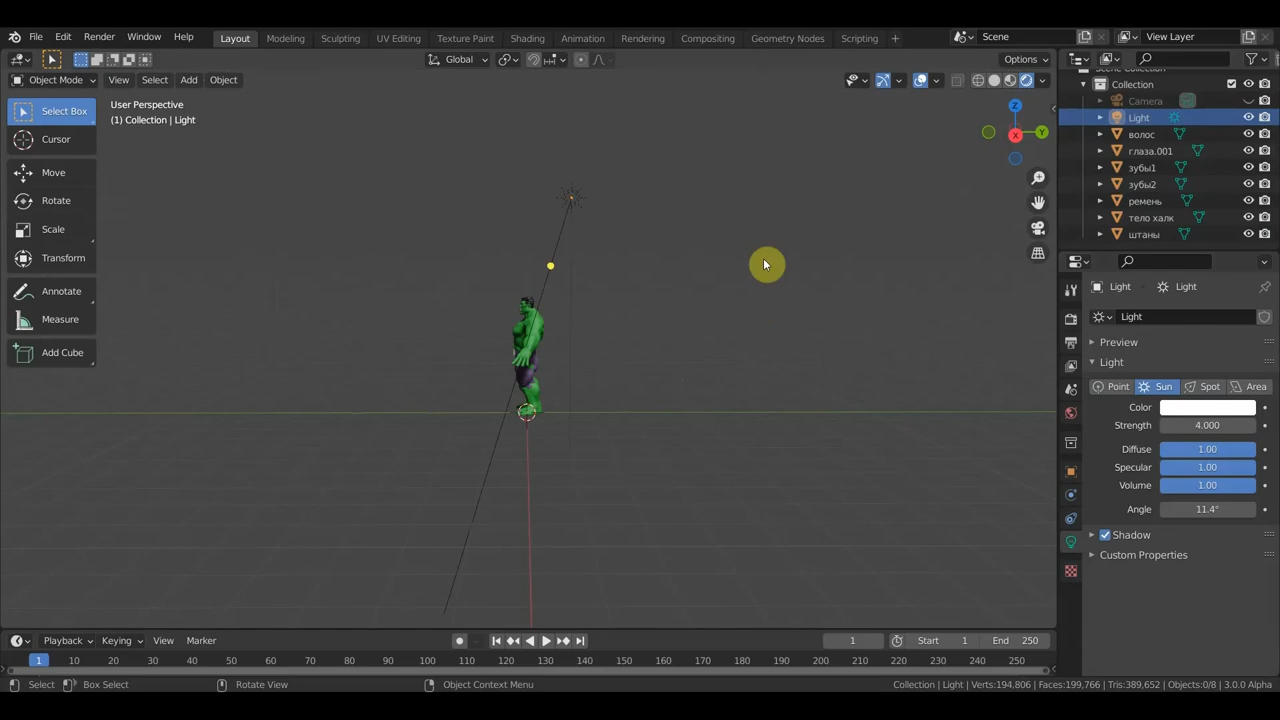 File Edit Render Window Help Layout Modeling Sculpting UV Editing Texture Paint Shading Animation Rendering Compositing Geometry Nodes Scripting + Scene View Layer
Global Options
Object Mode View Select Add Object
User Perspective
(1) Collection | Light
Select Box
Cursor
Move
Rotate
Scale
Transform
Annotate
Measure
Add Cube
Z
Y
X
Collection
Camera
Light
волос
глаза.001
зубы1
зубы2
ремень
тело халк
штаны
Light Light
Light
Preview
Light
Point Sun Spot Area
Color
Strength 4.000
Diffuse 1.00
Specular 1.00
Volume 1.00
Angle 11.4°
Shadow
Custom Properties
Playback Keying View Marker 1 Start 1 End 250
1 10 20 30 40 50 60 70 80 90 100 110 120 130 140 150 160 170 180 190 200 210 220 230 240 250
Select Box Select Rotate View Object Context Menu Collection | Light | Verts:194,806 | Faces:199,766 | Tris:389,652 | Objects:0/8 | 3.0.0 Alpha